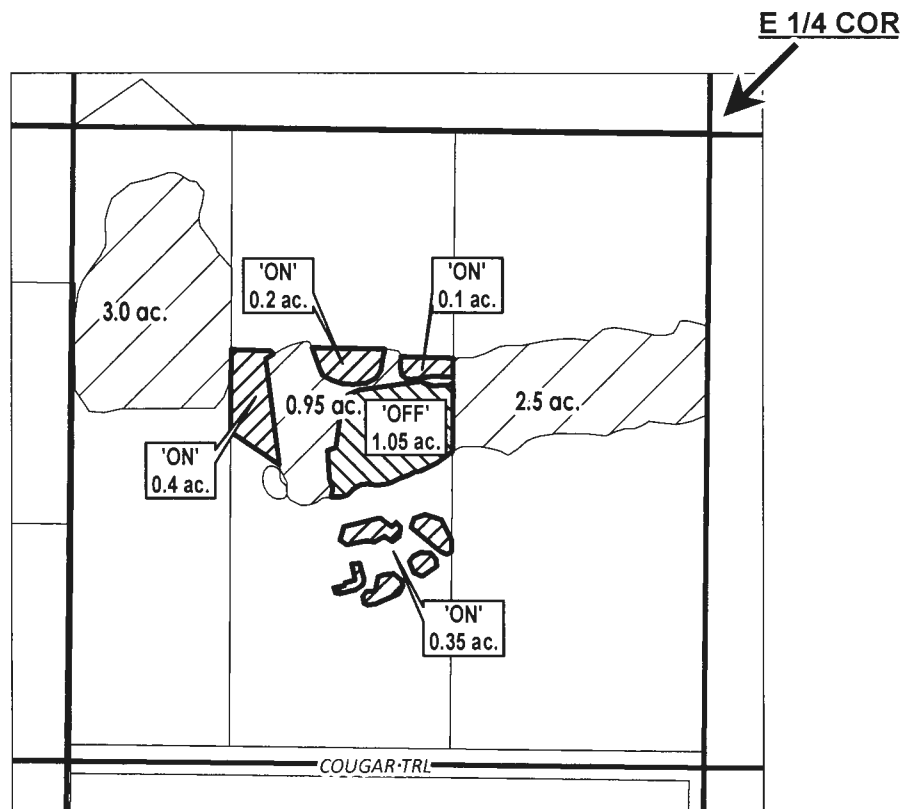 E 1/4 COR
'ON'
0.2 ac.
'ON'
0.1 ac.
3.0 ac.
0.95 ac.
'OFF'
1.05 ac.
2.5 ac.
'ON'
0.4 ac.
'ON'
0.35 ac.
COUGAR TRL